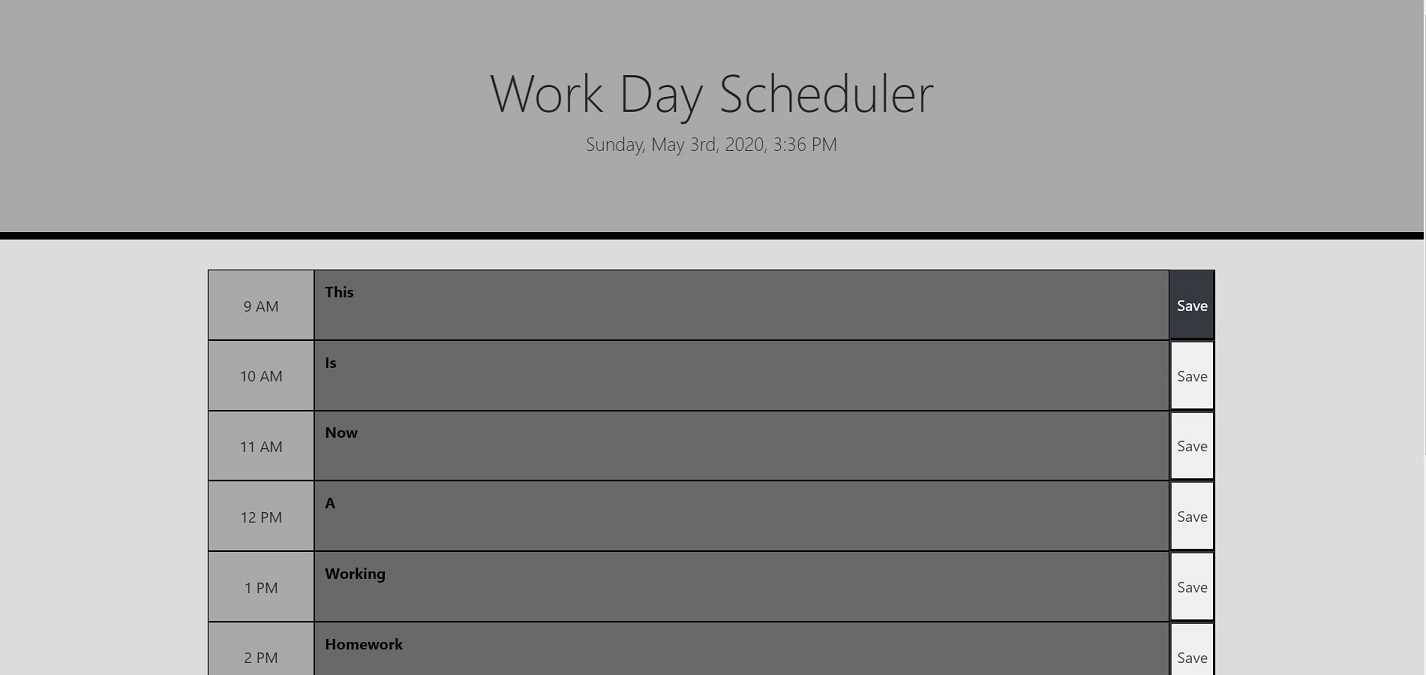 Work Day Scheduler
Sunday, May 3rd, 2020, 3:36 PM
9 AM This Save
10 AM Is Save
11 AM Now Save
12 PM A Save
1 PM Working Save
2 PM Homework Save